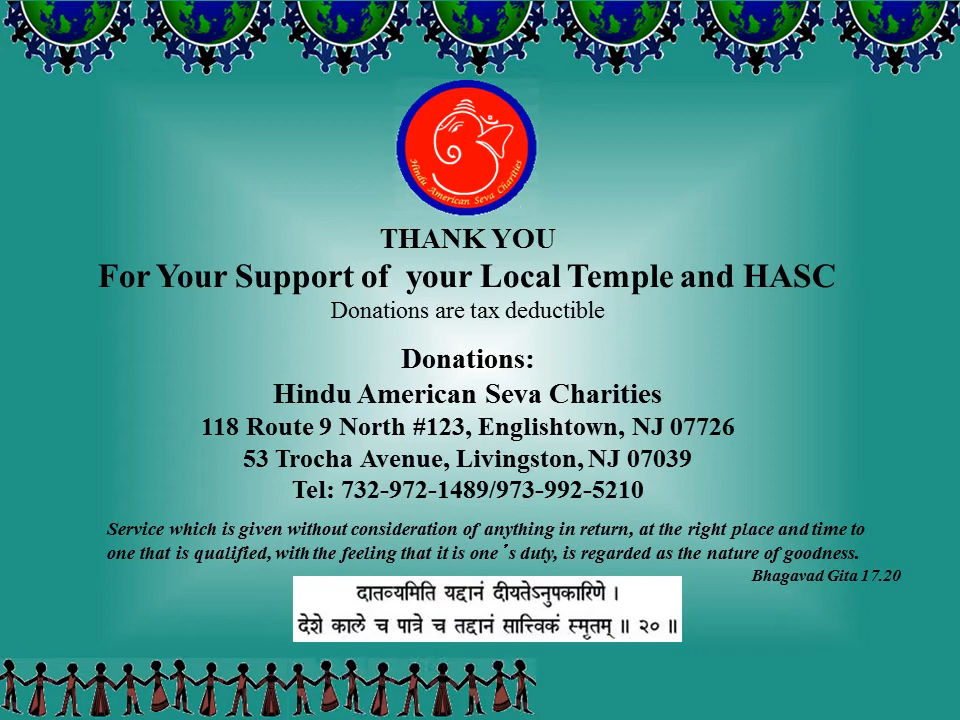 Hindu American Seva Charities
THANK YOU
For Your Support of your Local Temple and HASC
Donations are tax deductible
Donations:
Hindu American Seva Charities
118 Route 9 North #123, Englishtown, NJ 07726
53 Trocha Avenue, Livingston, NJ 07039
Tel: 732-972-1489/973-992-5210
Service which is given without consideration of anything in return, at the right place and time to
one that is qualified, with the feeling that it is one´s duty, is regarded as the nature of goodness.
Bhagavad Gita 17.20
दातव्यमिति यद्दानं दीयतेऽनुपकारिणे ।
देशे काले च पात्रे च तद्दानं सात्त्विकं स्मृतम् ॥ २० ॥